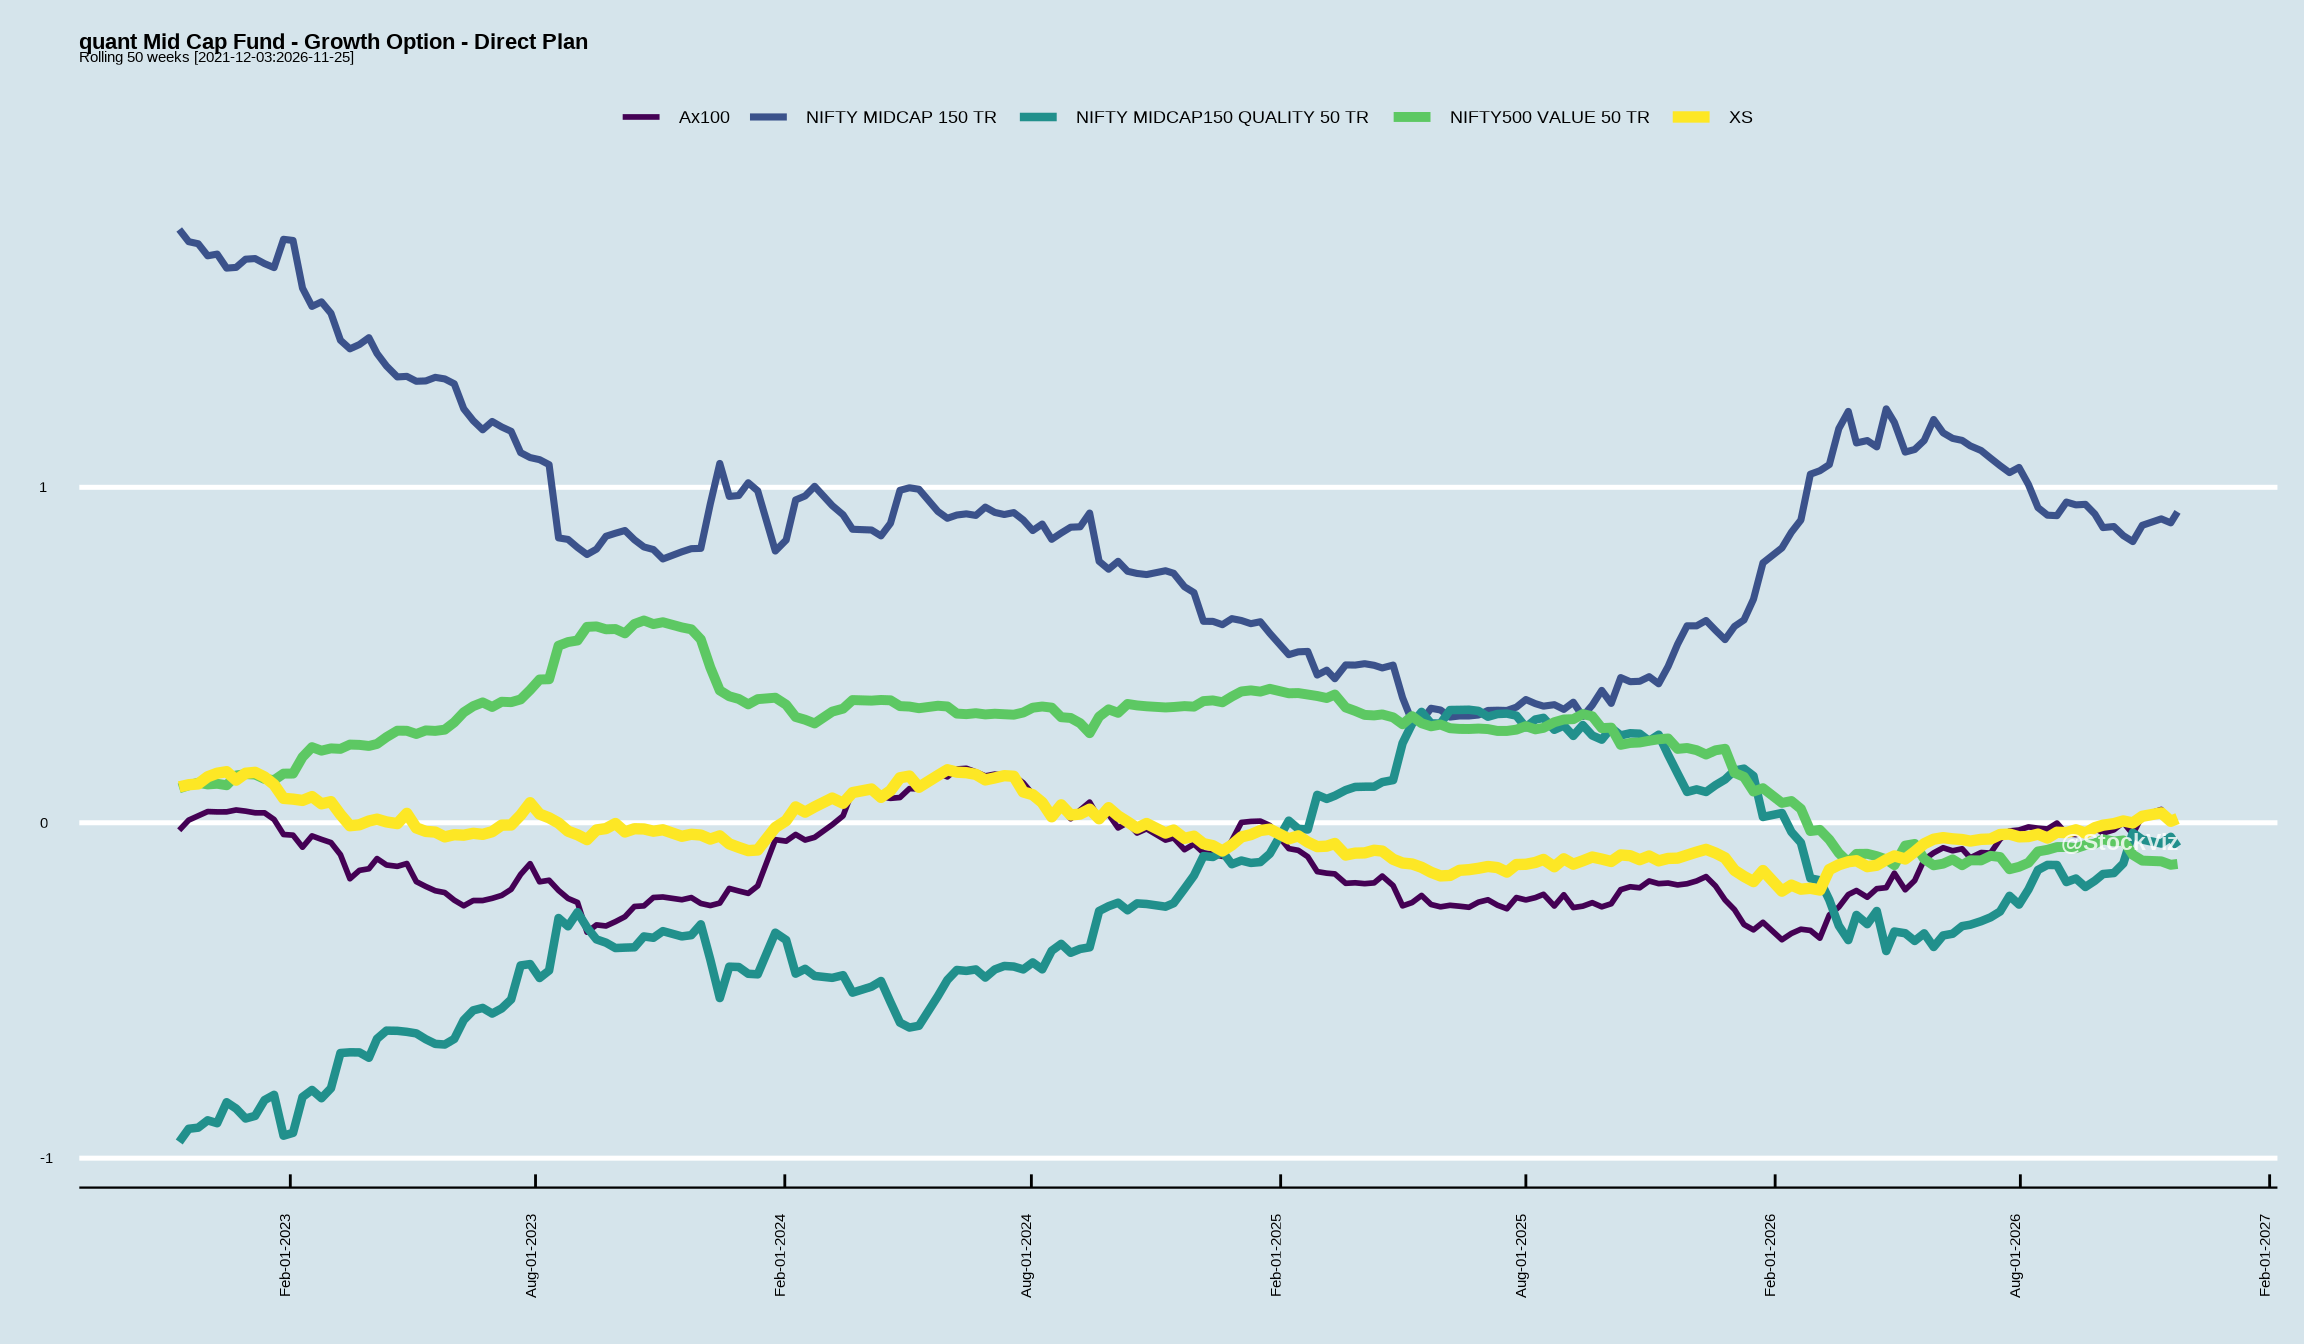 quant Mid Cap Fund - Growth Option - Direct Plan
Rolling 50 weeks [2021-12-03:2026-11-25]
Ax100 NIFTY MIDCAP 150 TR NIFTY MIDCAP150 QUALITY 50 TR NIFTY500 VALUE 50 TR XS
1
0
@StockViz
-1
Feb-01-2023 Aug-01-2023 Feb-01-2024 Aug-01-2024 Feb-01-2025 Aug-01-2025 Feb-01-2026 Aug-01-2026 Feb-01-2027